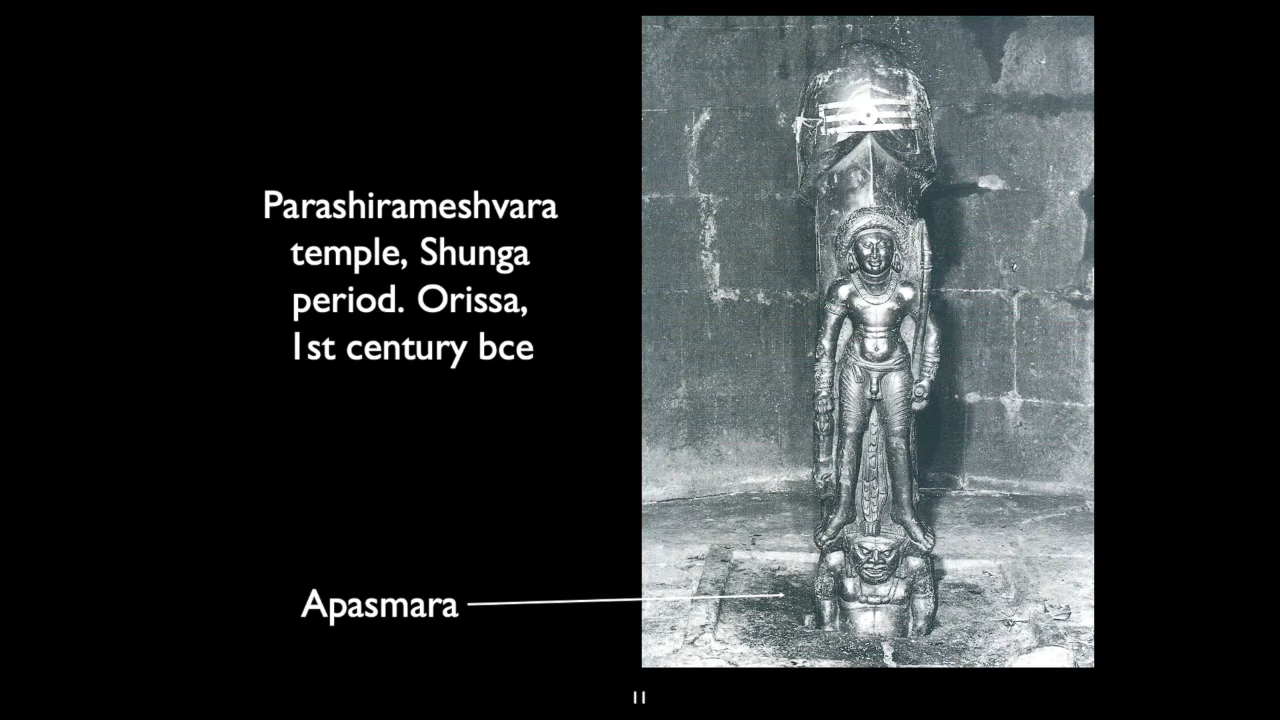 Parashirameshvara
temple, Shunga
period. Orissa,
1st century bce
Apasmara
11